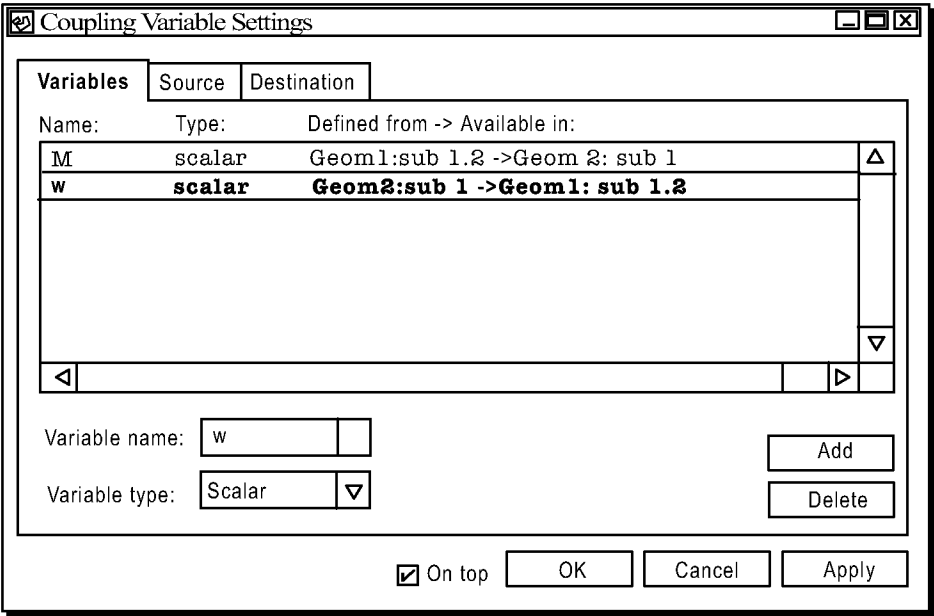 Coupling Variable Settings
Variables Source Destination
Name: Type: Defined from -> Available in:
M scalar Geom1:sub 1.2 ->Geom 2: sub 1
w scalar Geom2:sub 1 ->Geom1: sub 1.2
Variable name: w
Add
Variable type: Scalar
Delete
On top OK Cancel Apply